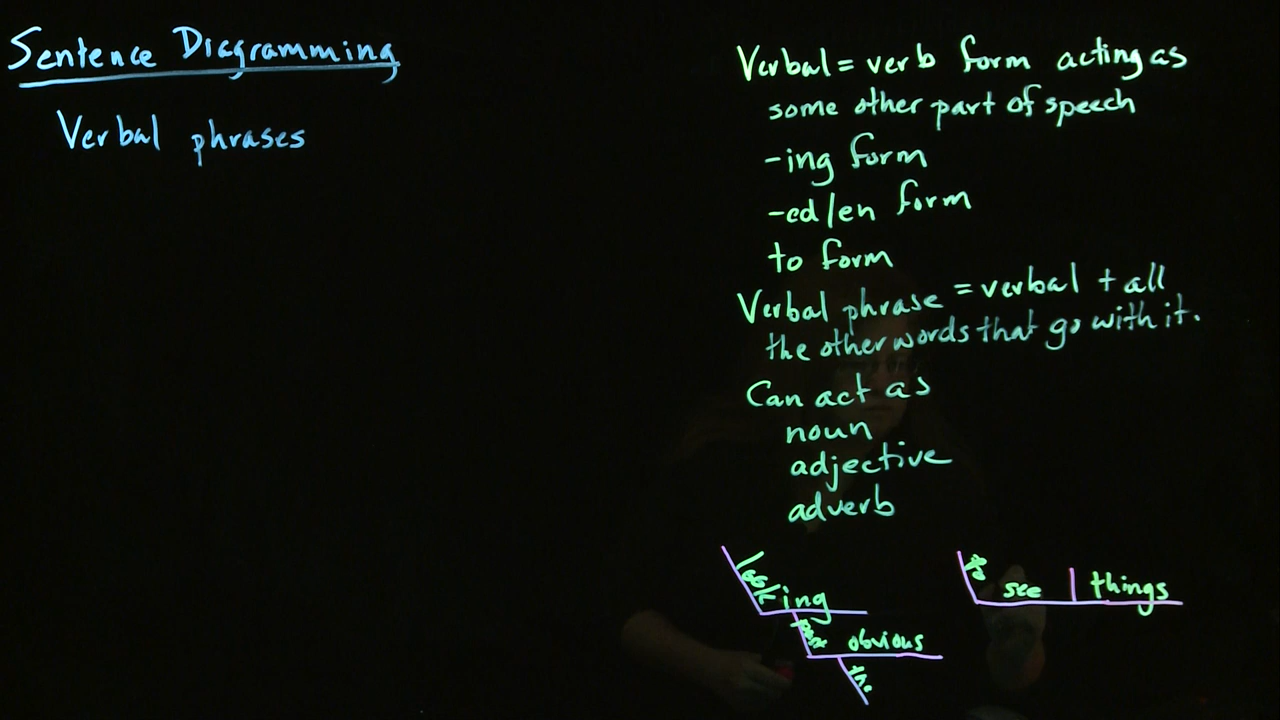 Sentence Diagramming
Verbal phrases
Verbal = verb form acting as
some other part of speech
-ing form
-ed/en form
to form
Verbal phrase = verbal + all
the other words that go with it.
Can act as
noun
adjective
adverb
looking
past obvious
the
to see things